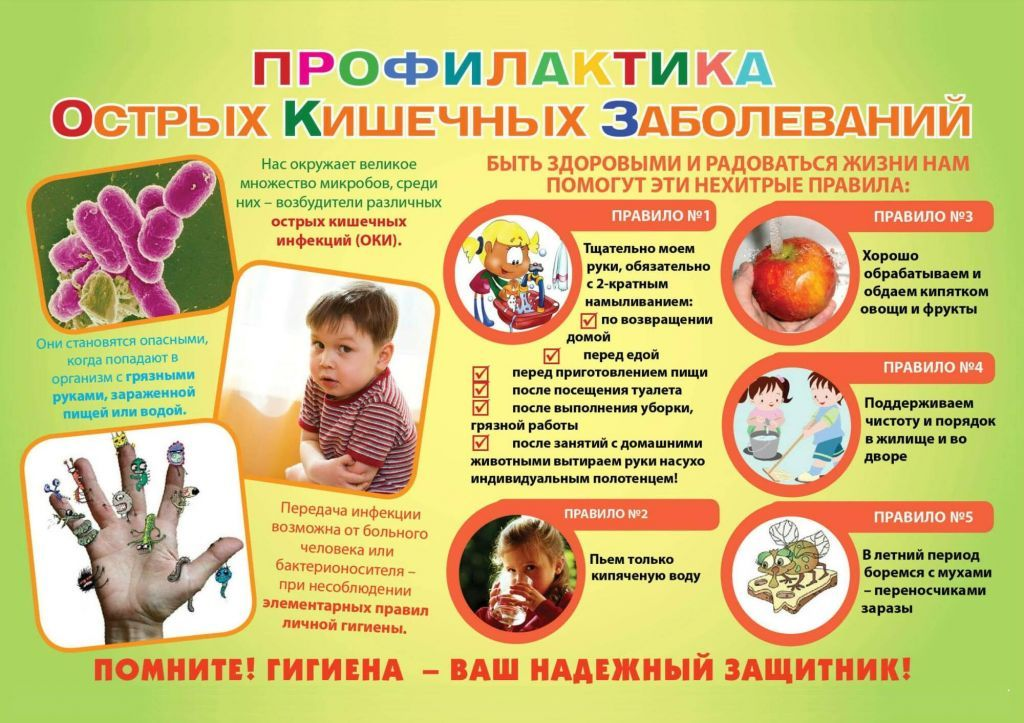 ПРОФИЛАКТИКА
ОСТРЫХ КИШЕЧНЫХ ЗАБОЛЕВАНИЙ
Нас окружает великое
множество микробов, среди
них – возбудители различных
острых кишечных
инфекций (ОКИ).
Они становятся опасными,
когда попадают в
организм с грязными
руками, зараженной
пищей или водой.
Передача инфекции
возможна от больного
человека или
бактерионосителя –
при несоблюдении
элементарных правил
личной гигиены.
БЫТЬ ЗДОРОВЫМИ И РАДОВАТЬСЯ ЖИЗНИ НАМ
ПОМОГУТ ЭТИ НЕХИТРЫЕ ПРАВИЛА:
ПРАВИЛО №1
Тщательно моем
руки, обязательно
с 2-кратным
намыливанием:
по возвращении
домой
перед едой
перед приготовлением пищи
после посещения туалета
после выполнения уборки,
грязной работы
после занятий с домашними
животными вытираем руки насухо
индивидуальным полотенцем!
ПРАВИЛО №2
Пьем только
кипяченую воду
ПРАВИЛО №3
Хорошо
обрабатываем и
обдаем кипятком
овощи и фрукты
ПРАВИЛО №4
Поддерживаем
чистоту и порядок
в жилище и во
дворе
ПРАВИЛО №5
В летний период
боремся с мухами
– переносчиками
заразы
ПОМНИТЕ! ГИГИЕНА – ВАШ НАДЕЖНЫЙ ЗАЩИТНИК!